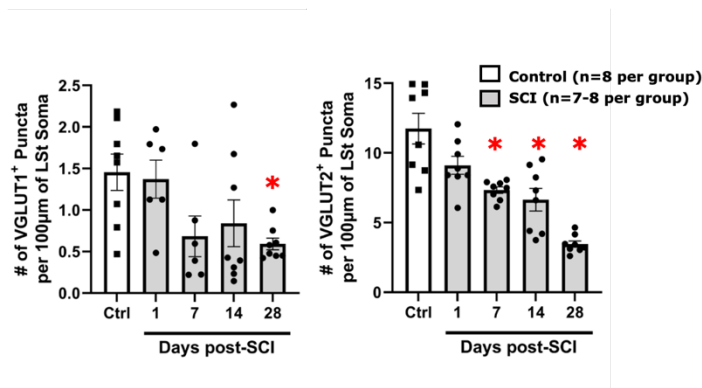 # of VGLUT1⁺ Puncta
per 100μm of LSt Soma
2.5
2.0
1.5
1.0
0.5
0.0
*
Ctrl 1 7 14 28
Days post-SCI
Control (n=8 per group)
SCI (n=7-8 per group)
# of VGLUT2⁺ Puncta
per 100μm of LSt Soma
15
10
5
0
* * *
Ctrl 1 7 14 28
Days post-SCI